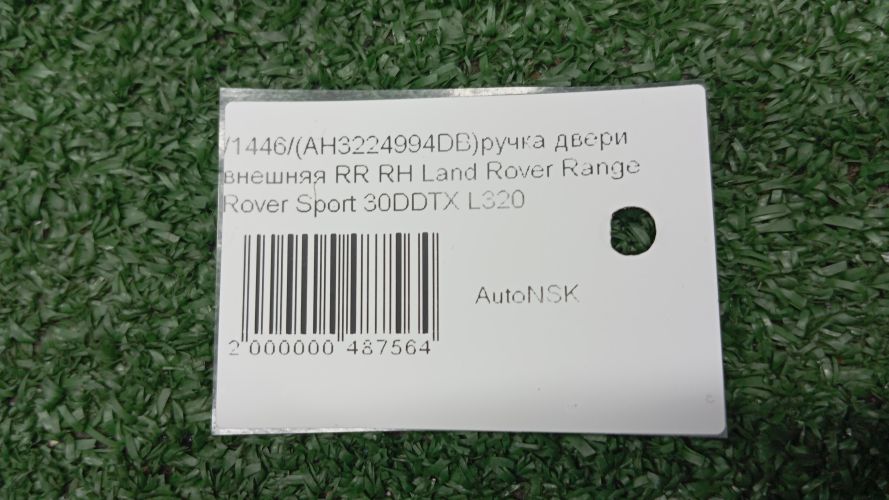 /1446/(AH3224994DB)ручка двери
внешняя RR RH Land Rover Range
Rover Sport 30DDTX L320
AutoNSK
2 000000 487564